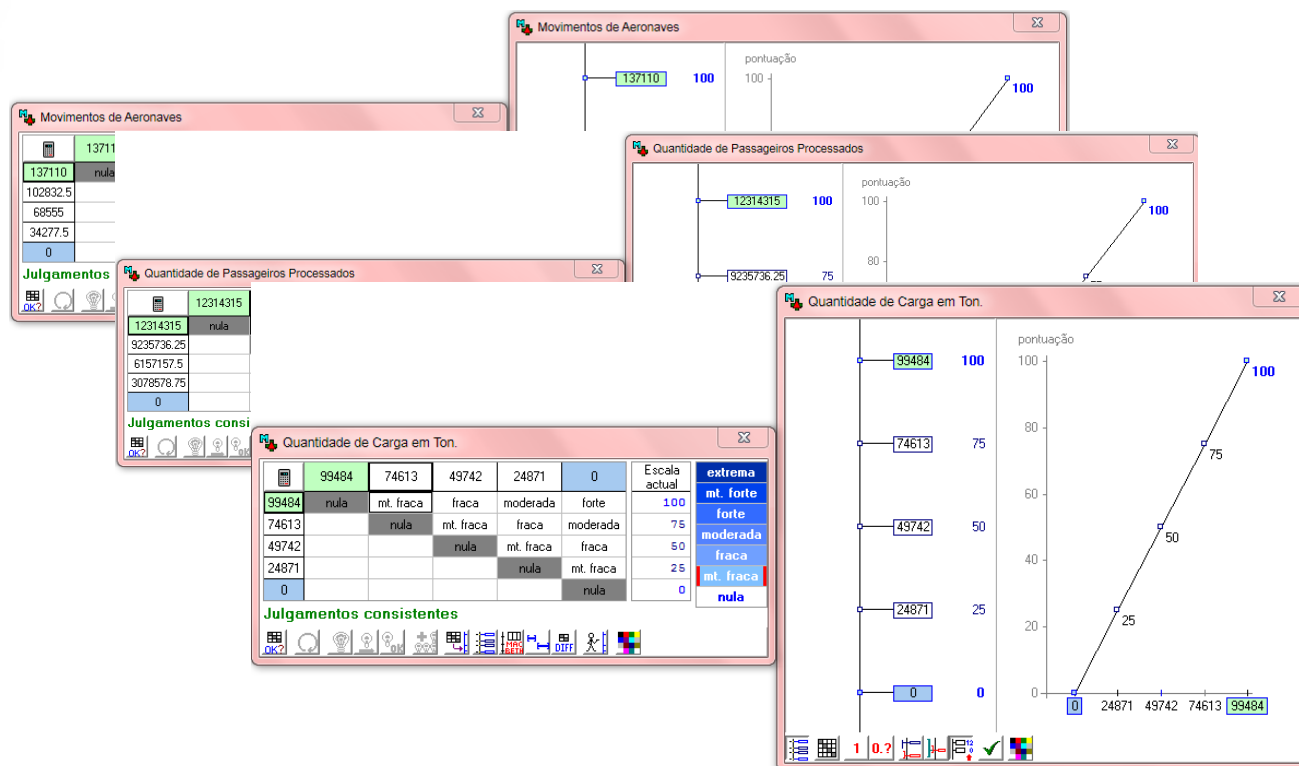 Movimentos de Aeronaves
137110 100
pontuação
100
100
Movimentos de Aeronaves
13711
137110 nula
102832.5
68555
34277.5
0
Julgamentos
OK?
Quantidade de Passageiros Processados
12314315 100
9235736.25 75
pontuação
100
80
100
Quantidade de Passageiros Processados
12314315
12314315 nula
9235736.25
6157157.5
3078578.75
0
Julgamentos consi
OK? OK
Quantidade de Carga em Ton.
99484 74613 49742 24871 0 Escala actual
99484 nula mt. fraca fraca moderada forte 100
74613 nula mt. fraca fraca moderada 75
49742 nula mt. fraca fraca 50
24871 nula mt. fraca 25
0 nula 0
extrema
mt. forte
forte
moderada
fraca
mt. fraca
nula
Julgamentos consistentes
OK? OK MAC BETH DIFF
Quantidade de Carga em Ton.
99484 100
74613 75
49742 50
24871 25
0 0
pontuação
100
80
60
40
20
0
100
75
50
25
0 24871 49742 74613 99484
1 0.?